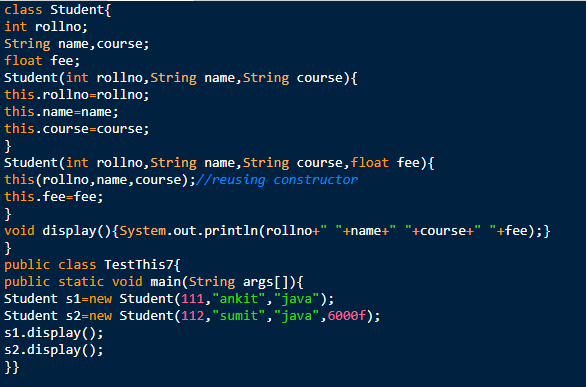 class Student{
int rollno;
String name,course;
float fee;
Student(int rollno,String name,String course){
this.rollno=rollno;
this.name=name;
this.course=course;
}
Student(int rollno,String name,String course,float fee){
this(rollno,name,course);//reusing constructor
this.fee=fee;
}
void display(){System.out.println(rollno+" "+name+" "+course+" "+fee);}
}
public class TestThis7{
public static void main(String args[]){
Student s1=new Student(111,"ankit","java");
Student s2=new Student(112,"sumit","java",6000f);
s1.display();
s2.display();
}}